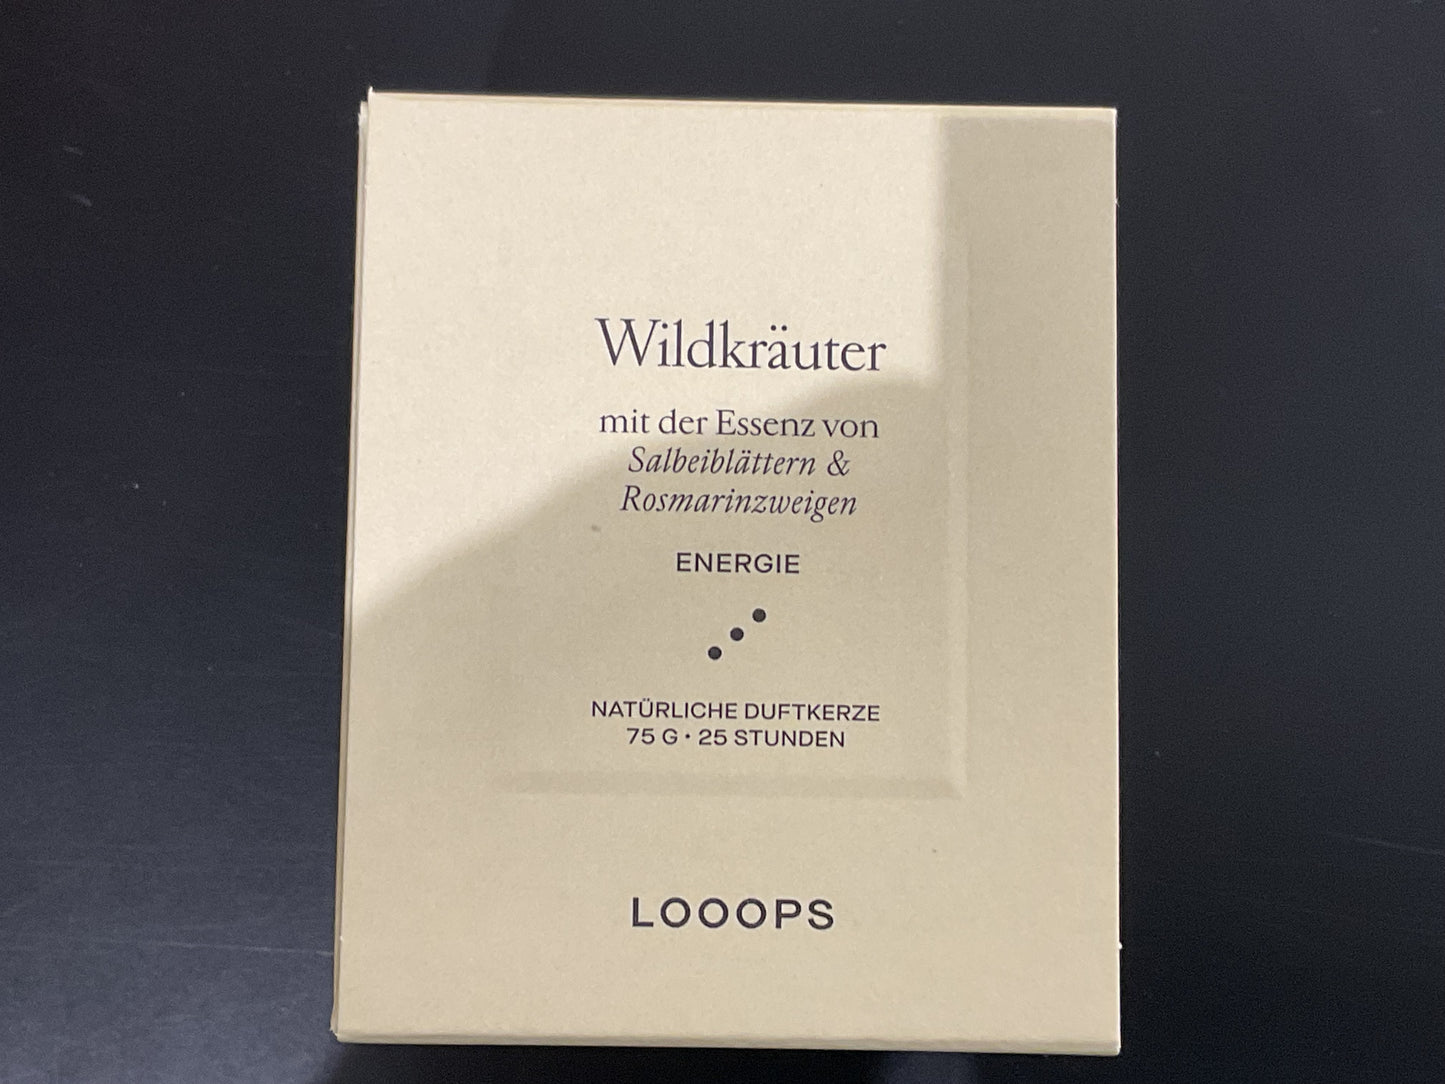 Wildkräuter
mit der Essenz von
Salbeiblättern &
Rosmarinzweigen
ENERGIE
NATÜRLICHE DUFTKERZE
75 G • 25 STUNDEN
LOOOPS